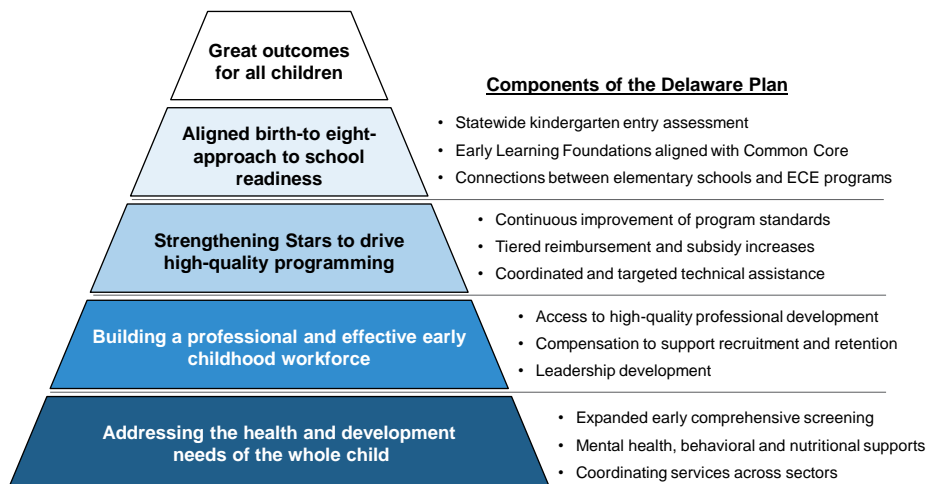 Great outcomes
for all children
Components of the Delaware Plan
Aligned birth-to eight-
approach to school
readiness
• Statewide kindergarten entry assessment
• Early Learning Foundations aligned with Common Core
• Connections between elementary schools and ECE programs
Strengthening Stars to drive
high-quality programming
• Continuous improvement of program standards
• Tiered reimbursement and subsidy increases
• Coordinated and targeted technical assistance
Building a professional and effective early
childhood workforce
• Access to high-quality professional development
• Compensation to support recruitment and retention
• Leadership development
Addressing the health and development
needs of the whole child
• Expanded early comprehensive screening
• Mental health, behavioral and nutritional supports
• Coordinating services across sectors